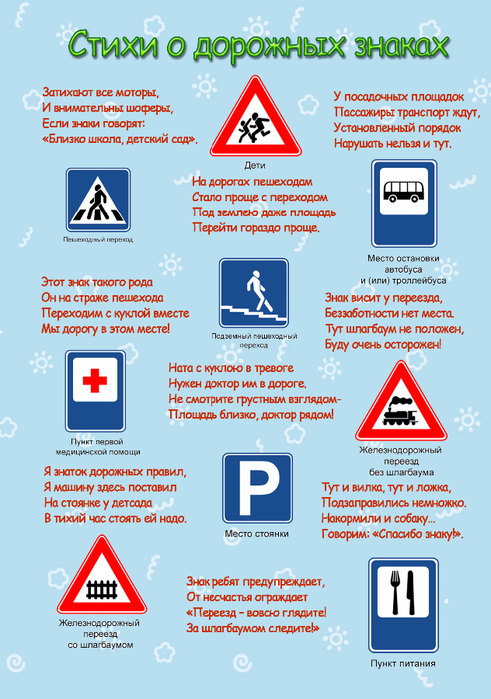 Стихи о дорожных знаках
Затихают все моторы,
И внимательны шоферы,
Если знаки говорят:
«Близко школа, детский сад».
Дети
У посадочных площадок
Пассажиры транспорт ждут,
Установленный порядок
Нарушать нельзя и тут.
Пешеходный переход
На дорогах пешеходам
Стало проще с переходом
Под землею даже площадь
Перейти гораздо проще.
Место остановки
автобуса
и (или) троллейбуса
Этот знак такого рода
Он на страже пешехода
Переходим с куклой вместе
Мы дорогу в этом месте!
Подземный пешеходный
переход
Знак висит у переезда,
Беззаботности нет места.
Тут шлагбаум не положен,
Будь очень осторожен!
Пункт первой
медицинской помощи
Ната с куклою в тревоге
Нужен доктор им в дороге.
Не смотрите грустным взглядом-
Площадь близко, доктор рядом!
Железнодорожный
переезд
без шлагбаума
Я знаток дорожных правил,
Я машину здесь поставил
На стоянке у детсада
В тихий час стоять ей надо.
P
Место стоянки
Тут и вилка, тут и ложка,
Подзаправились немножко.
Накормили и собаку...
Говорим: «Спасибо знаку!».
Железнодорожный
переезд
со шлагбаумом
Знак ребят предупреждает,
От несчастья ограждает
«Переезд – вовсю глядите!
За шлагбаумом следите!»
Пункт питания